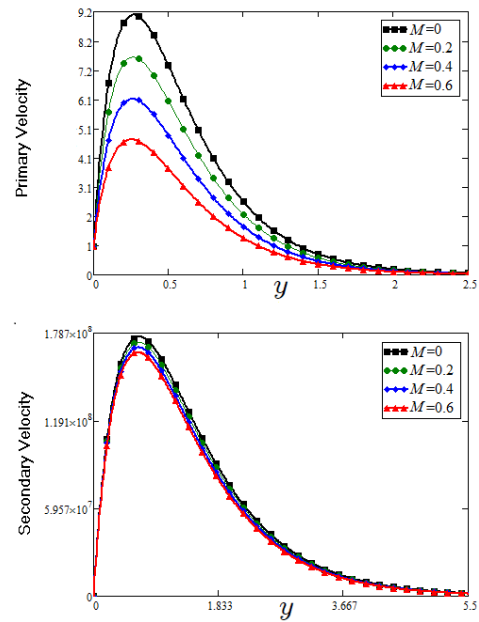 9.2
8.2
7.2
6.1
5.1
4.1
3.1
2
1
0
Primary Velocity
M=0
M=0.2
M=0.4
M=0.6
0 0.5 1 1.5 2 2.5
y
1.787×10⁸
1.191×10⁸
5.957×10⁷
0
Secondary Velocity
M=0
M=0.2
M=0.4
M=0.6
0 1.833 3.667 5.5
y